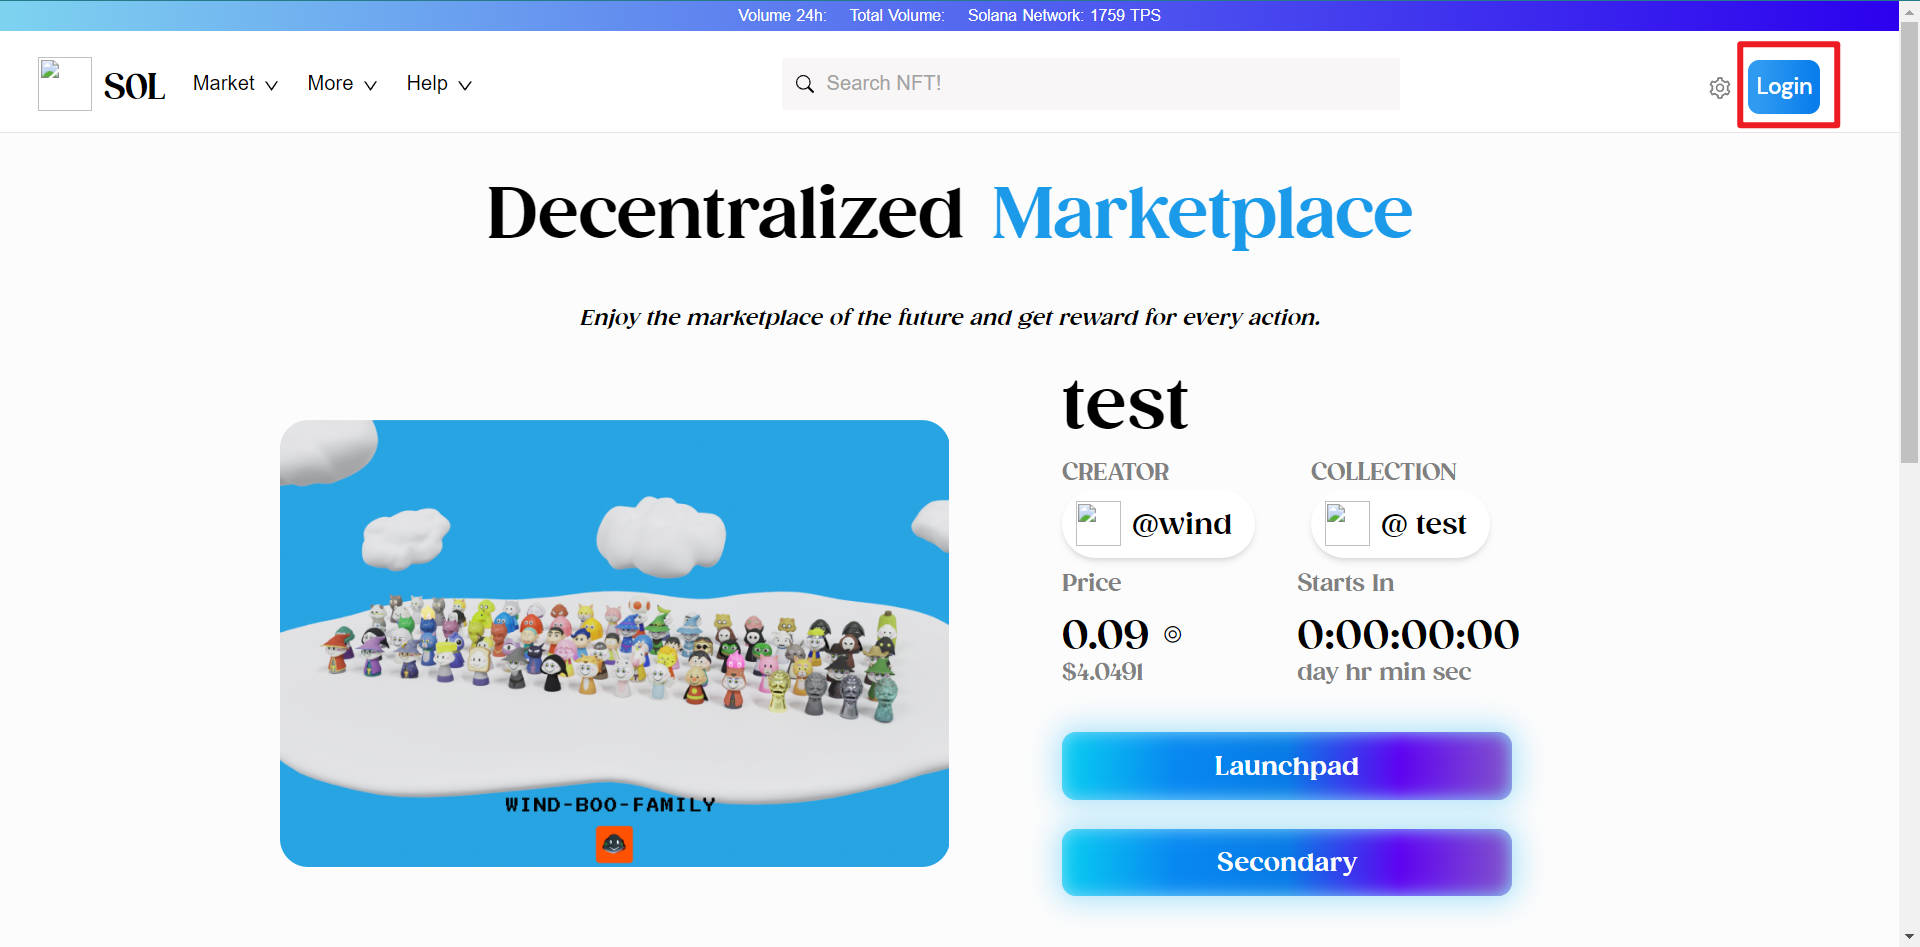 Volume 24h: Total Volume: Solana Network: 1759 TPS
SOL Market More Help Search NFT! Login
Decentralized Marketplace
Enjoy the marketplace of the future and get reward for every action.
test
CREATOR COLLECTION
@wind @ test
Price Starts In
0.09 0:00:00:00
$4.0491 day hr min sec
Launchpad
WIND-BOO-FAMILY
Secondary